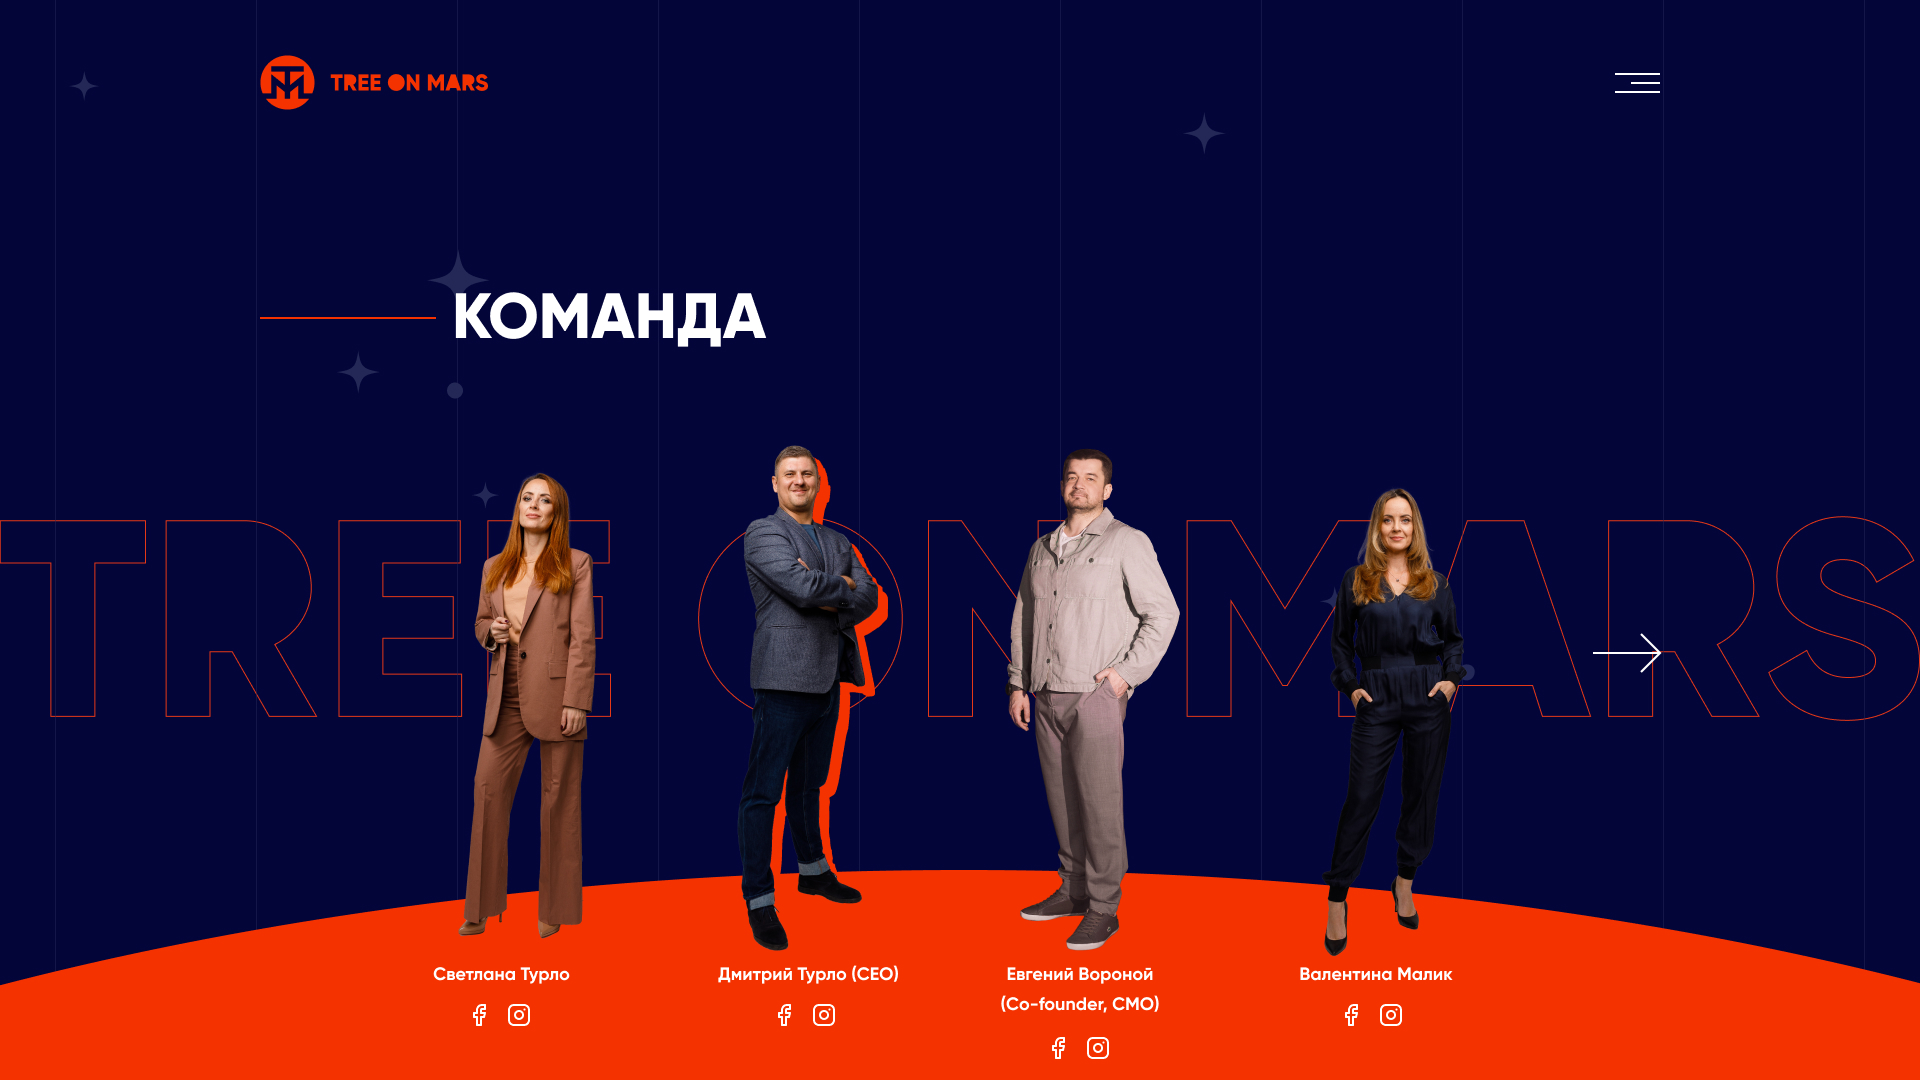 TREE ON MARS
КОМАНДА
TREE ON MARS
Светлана Турло
Дмитрий Турло (CEO)
Евгений Вороной
(Co-founder, CMO)
Валентина Малик